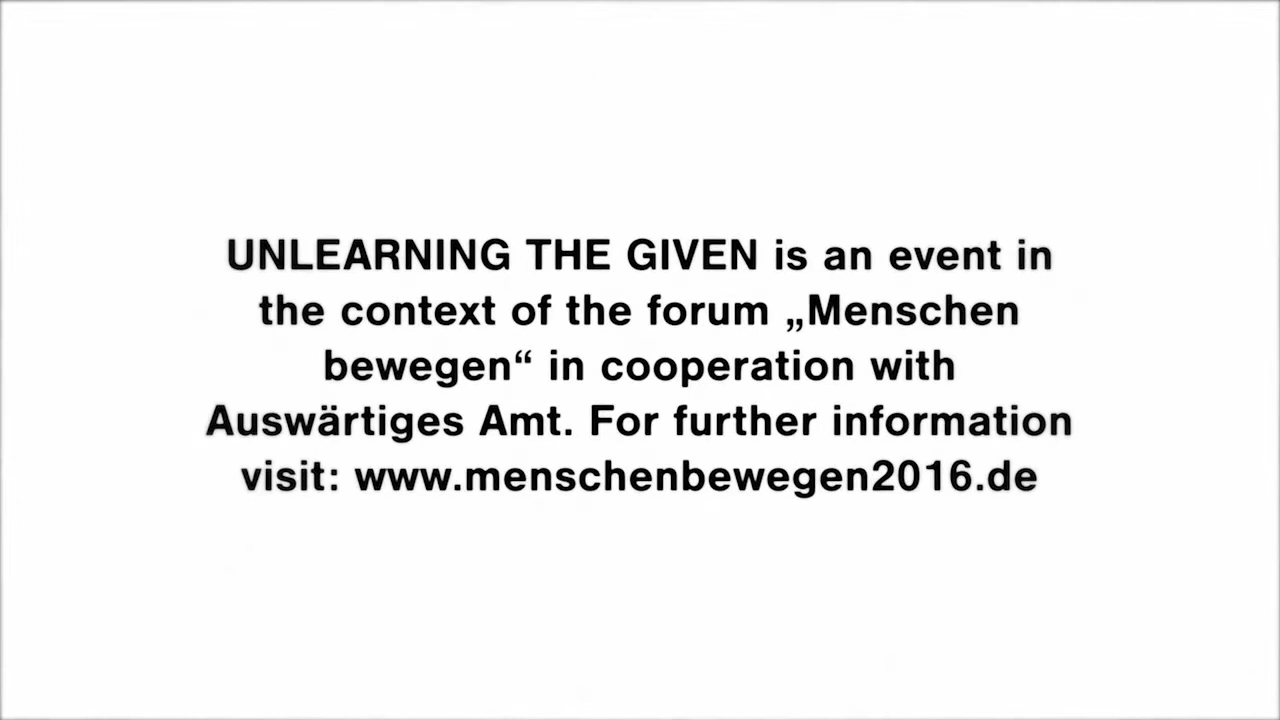 UNLEARNING THE GIVEN is an event in
the context of the forum „Menschen
bewegen“ in cooperation with
Auswärtiges Amt. For further information
visit: www.menschenbewegen2016.de